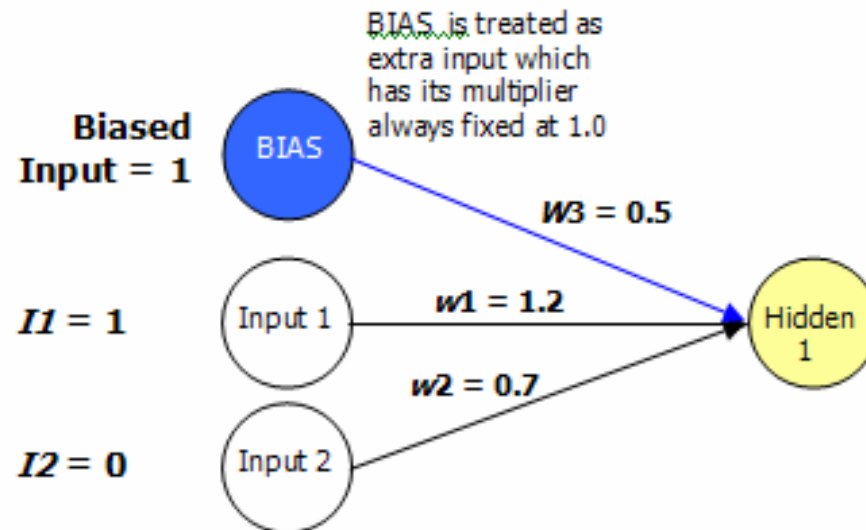 BIAS is treated as
extra input which
has its multiplier
always fixed at 1.0
Biased
Input = 1
BIAS
W3 = 0.5
I1 = 1
Input 1
w1 = 1.2
Hidden
1
w2 = 0.7
I2 = 0
Input 2